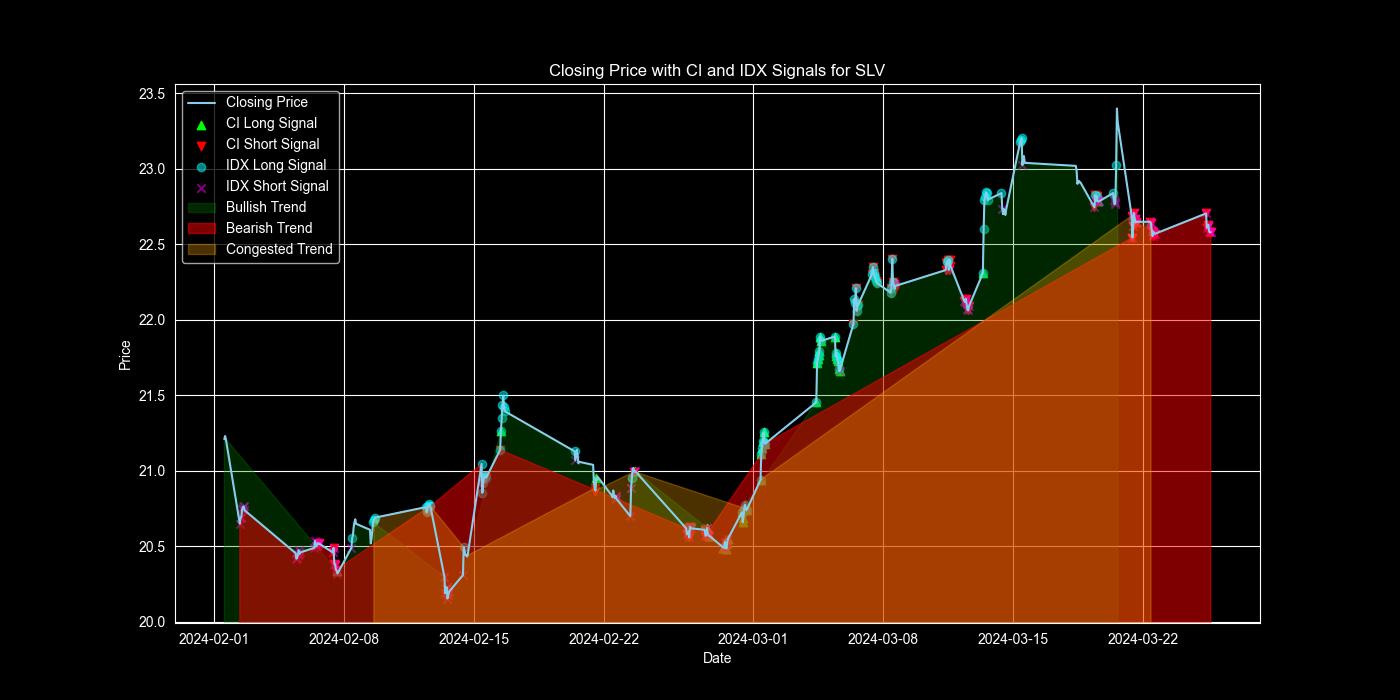 Closing Price with CI and IDX Signals for SLV
Closing Price
CI Long Signal
CI Short Signal
IDX Long Signal
IDX Short Signal
Bullish Trend
Bearish Trend
Congested Trend
23.5
23.0
22.5
22.0
21.5
21.0
20.5
20.0
Price
2024-02-01
2024-02-08
2024-02-15
2024-02-22
2024-03-01
2024-03-08
2024-03-15
2024-03-22
Date